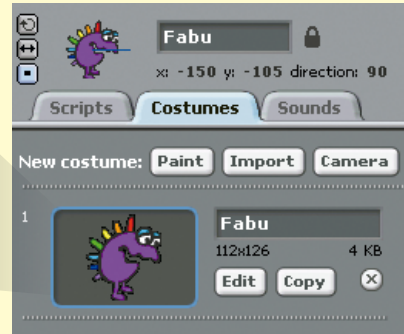 Fabu
x: -150 y: -105 direction: 90
Scripts Costumes Sounds
New costume: Paint Import Camera
1
Fabu
112x126 4 KB
Edit Copy